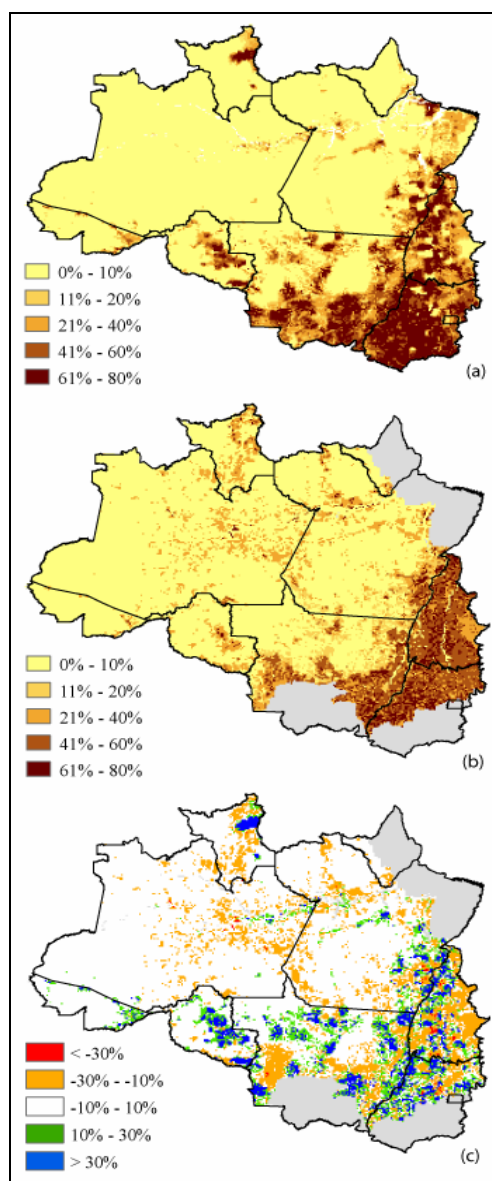 0% - 10%
11% - 20%
21% - 40%
41% - 60%
61% - 80%
(a)
0% - 10%
11% - 20%
21% - 40%
41% - 60%
61% - 80%
(b)
< -30%
-30% - -10%
-10% - 10%
10% - 30%
> 30%
(c)